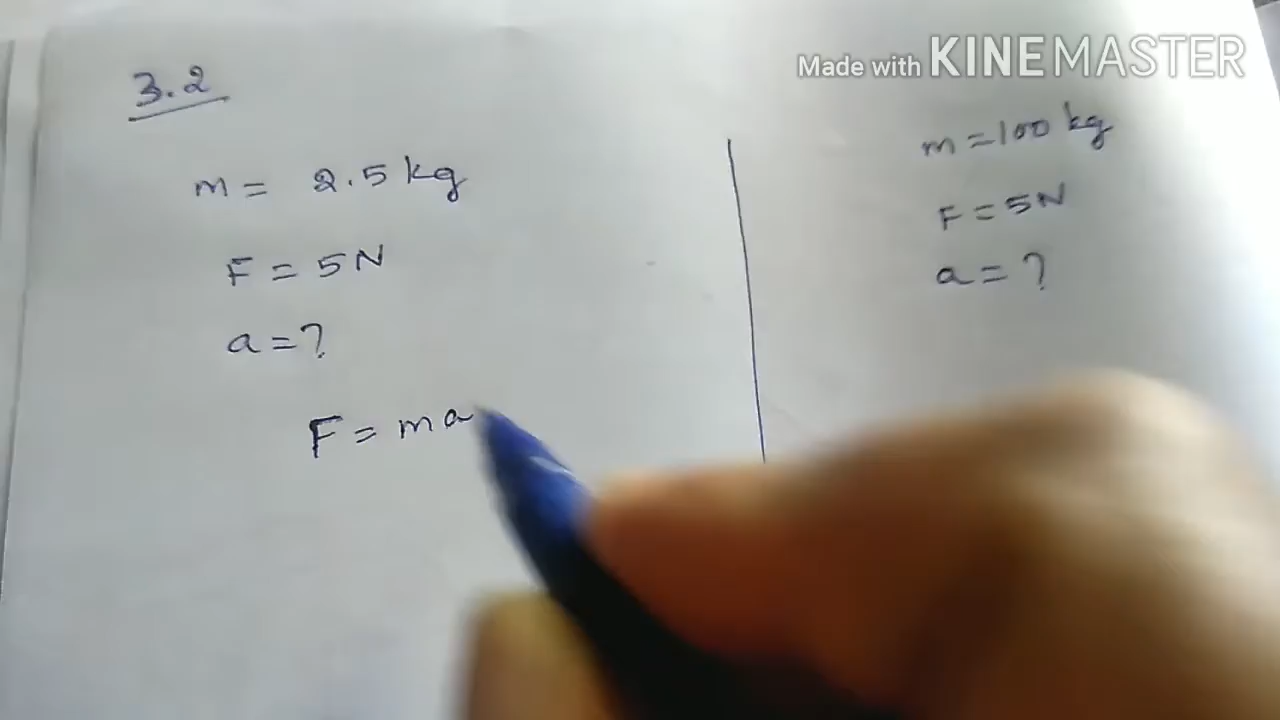 Made with KINEMASTER
3.2
m = 2.5 kg
F = 5N
a = ?
F = ma
m = 100 kg
F = 5N
a = ?